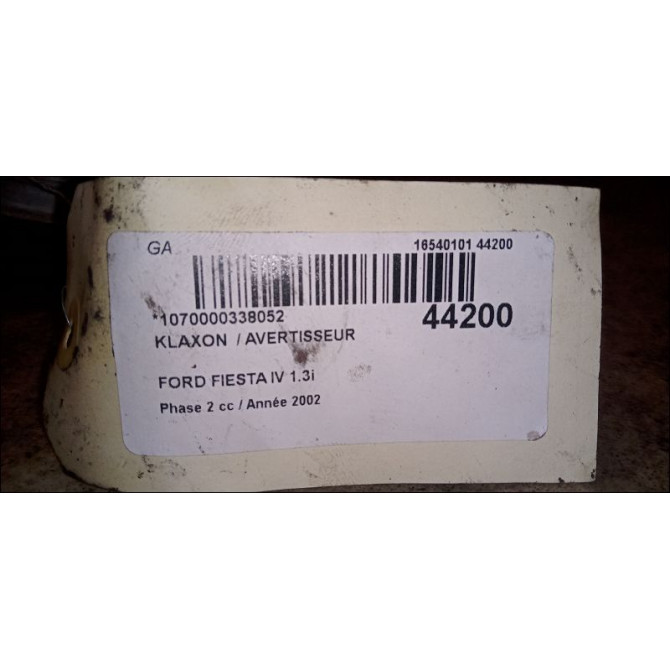 GA 16540101 44200
*1070000338052 44200
KLAXON / AVERTISSEUR
FORD FIESTA IV 1.3i
Phase 2 cc / Année 2002